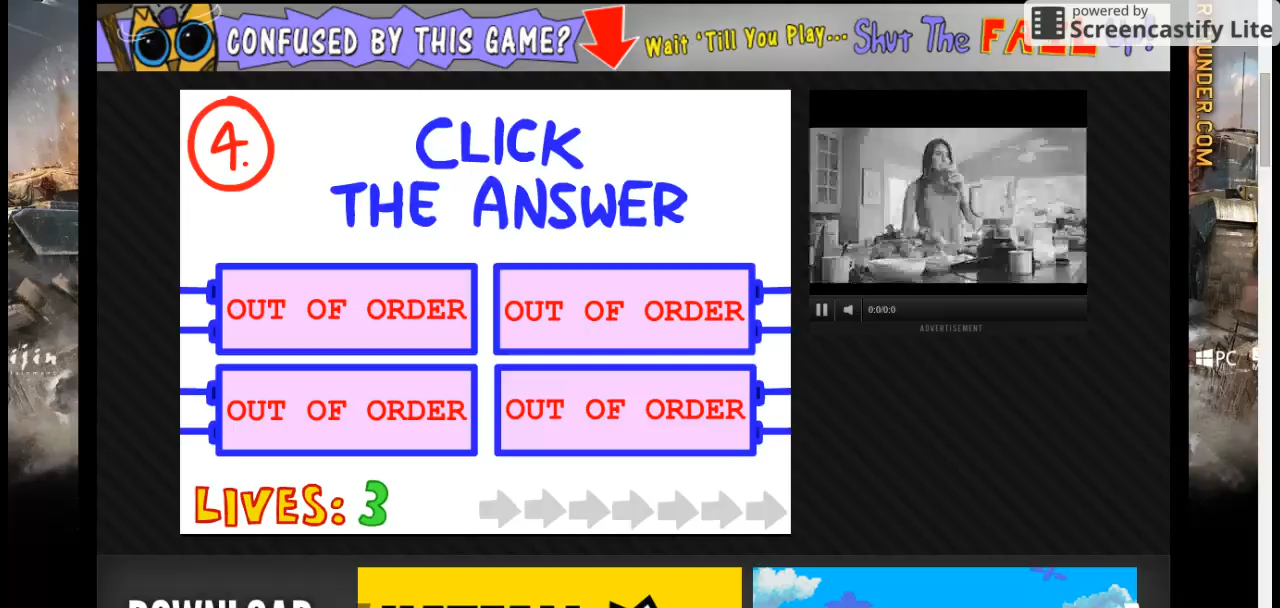 CONFUSED BY THIS GAME?
Wait 'Till You Play... Shut The
powered by
Screencastify Lite
UNDER.COM
4.
CLICK
THE ANSWER
OUT OF ORDER
OUT OF ORDER
OUT OF ORDER
OUT OF ORDER
LIVES: 3
0:0/0:0
ADVERTISEMENT
PC
DOWNLOAD